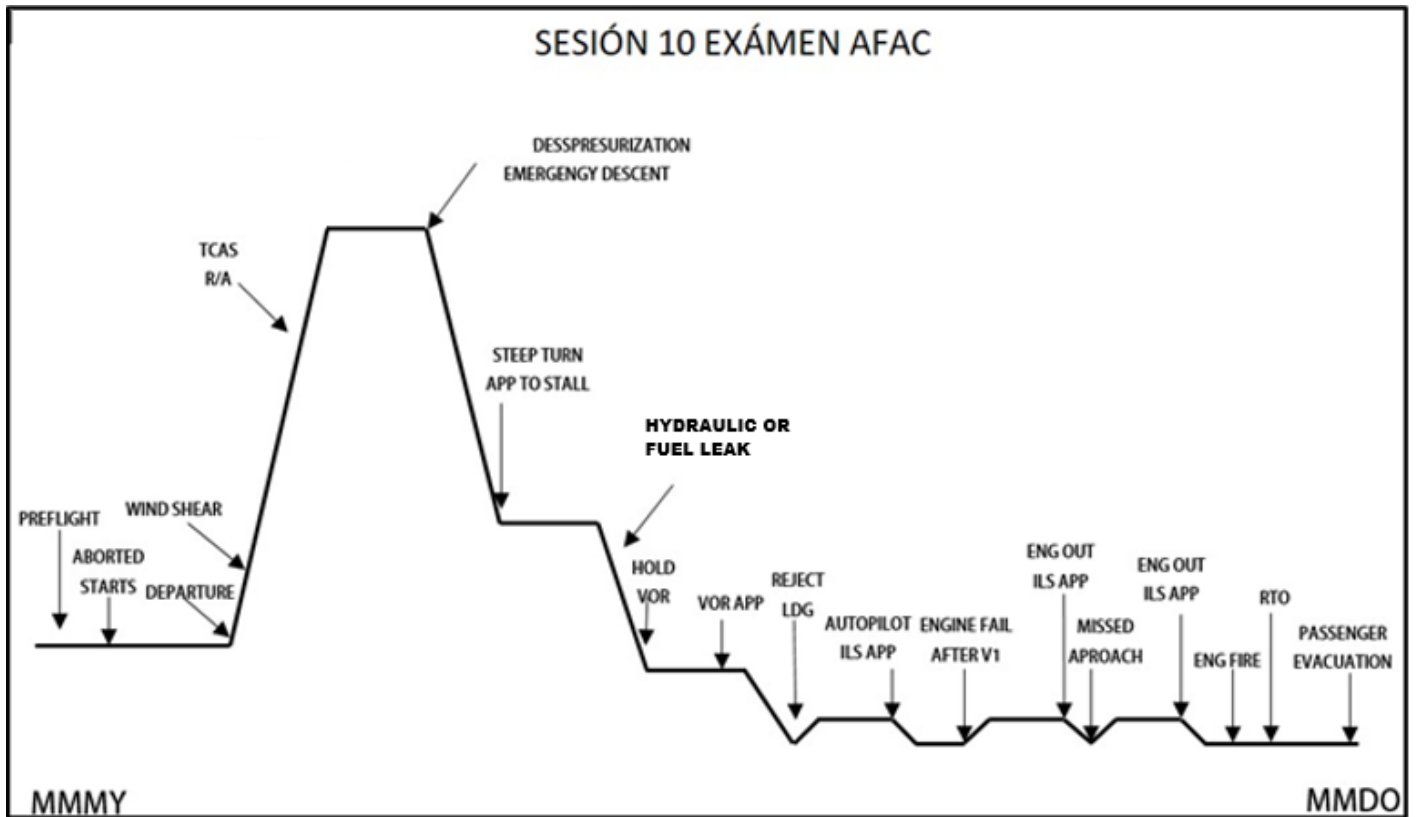 SESIÓN 10 EXÁMEN AFAC
DESSPRESURIZATION
EMERGENGY DESCENT
TCAS
R/A
STEEP TURN
APP TO STALL
HYDRAULIC OR
FUEL LEAK
PREFLIGHT
WIND SHEAR
ABORTED
STARTS
DEPARTURE
HOLD
VOR
VOR APP
REJECT
LDG
AUTOPILOT
ILS APP
ENGINE FAIL
AFTER V1
ENG OUT
ILS APP
MISSED
APROACH
ENG OUT
ILS APP
ENG FIRE
RTO
PASSENGER
EVACUATION
MMMY
MMDO